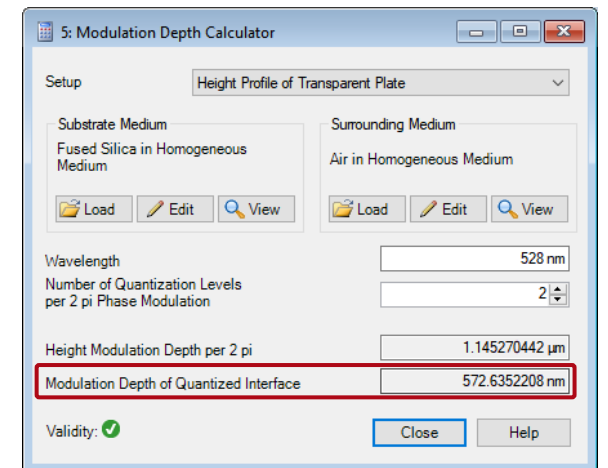 5: Modulation Depth Calculator
Setup
Height Profile of Transparent Plate
Substrate Medium
Fused Silica in Homogeneous
Medium
Load
Edit
View
Surrounding Medium
Air in Homogeneous Medium
Load
Edit
View
Wavelength
528 nm
Number of Quantization Levels
per 2 pi Phase Modulation
2
Height Modulation Depth per 2 pi
1.145270442 µm
Modulation Depth of Quantized Interface
572.6352208 nm
Validity:
Close
Help